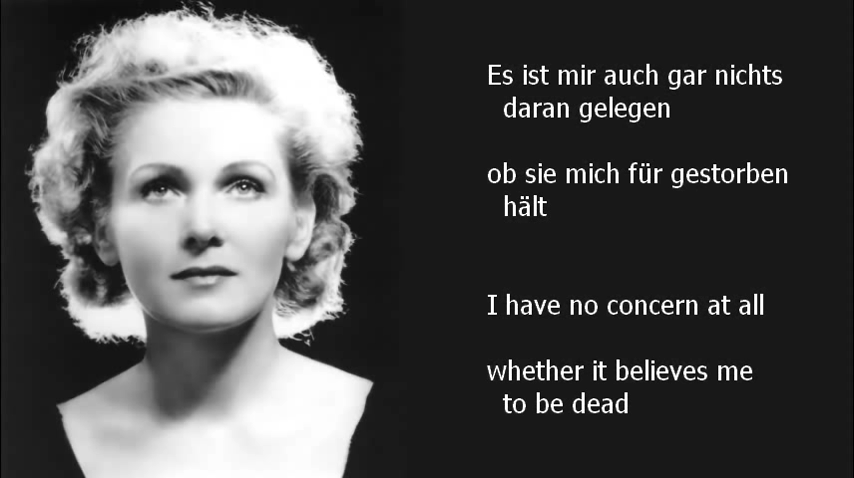 Es ist mir auch gar nichts
daran gelegen
ob sie mich für gestorben
hält
I have no concern at all
whether it believes me
to be dead